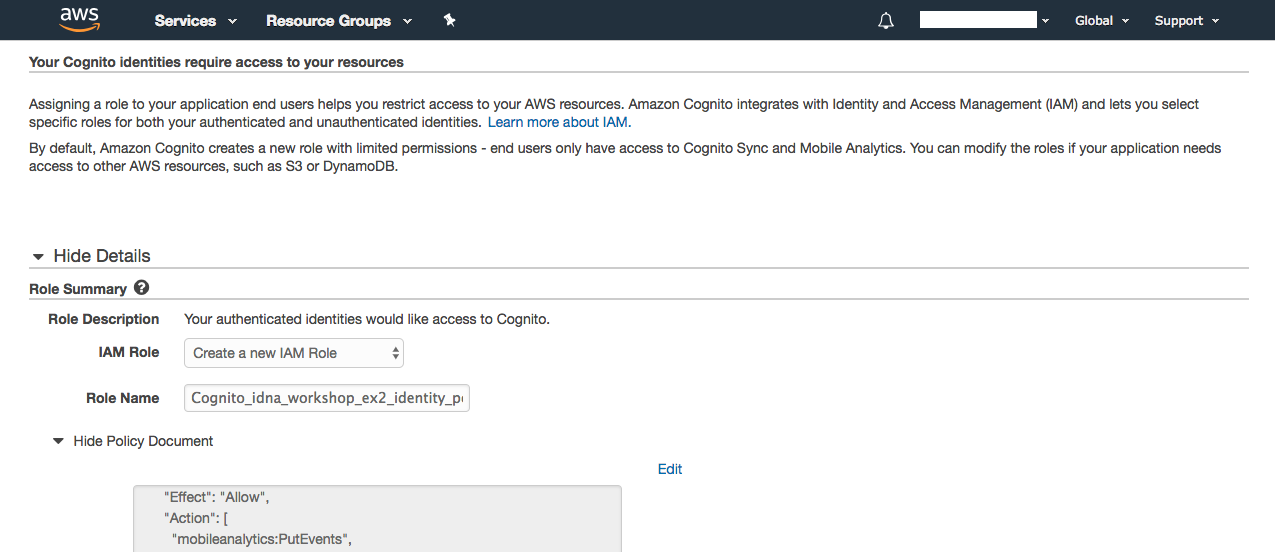 aws Services Resource Groups Global Support
Your Cognito identities require access to your resources
Assigning a role to your application end users helps you restrict access to your AWS resources. Amazon Cognito integrates with Identity and Access Management (IAM) and lets you select
specific roles for both your authenticated and unauthenticated identities. Learn more about IAM.
By default, Amazon Cognito creates a new role with limited permissions - end users only have access to Cognito Sync and Mobile Analytics. You can modify the roles if your application needs
access to other AWS resources, such as S3 or DynamoDB.
Hide Details
Role Summary ?
Role Description Your authenticated identities would like access to Cognito.
IAM Role Create a new IAM Role
Role Name Cognito_idna_workshop_ex2_identity_p
Hide Policy Document
Edit
"Effect": "Allow",
"Action": [
"mobileanalytics:PutEvents",